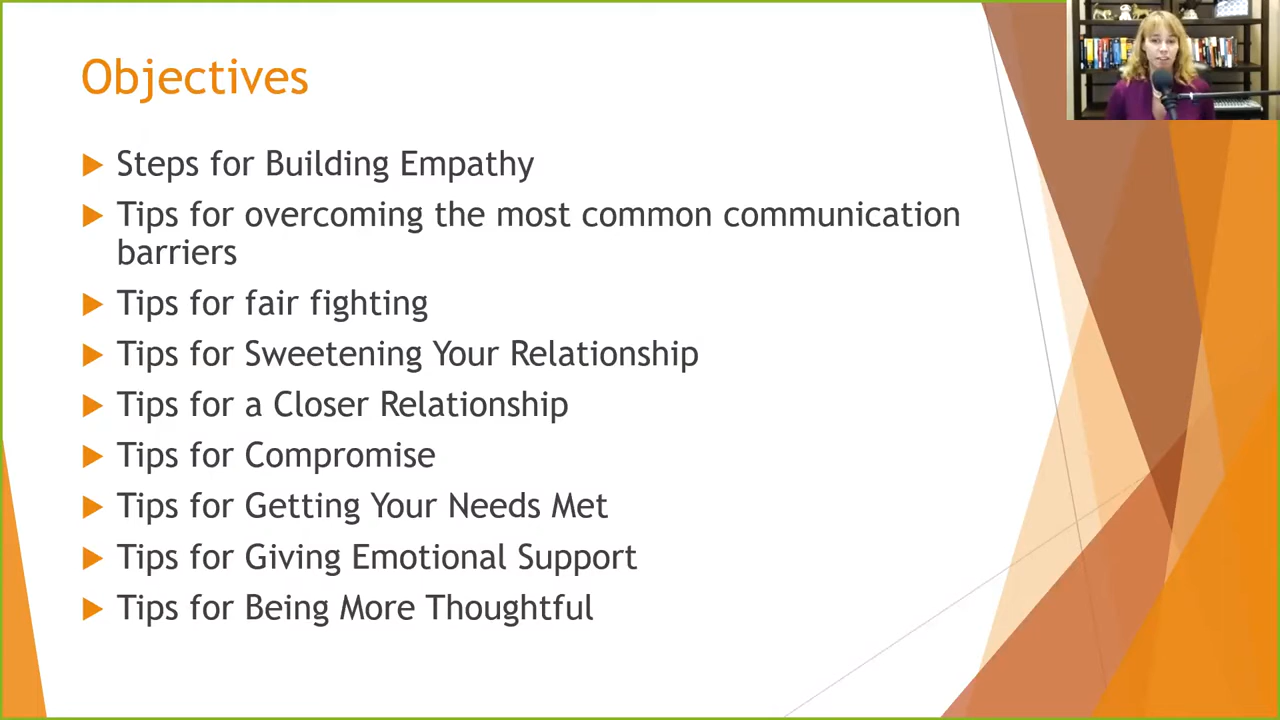 Objectives
Steps for Building Empathy
Tips for overcoming the most common communication
barriers
Tips for fair fighting
Tips for Sweetening Your Relationship
Tips for a Closer Relationship
Tips for Compromise
Tips for Getting Your Needs Met
Tips for Giving Emotional Support
Tips for Being More Thoughtful